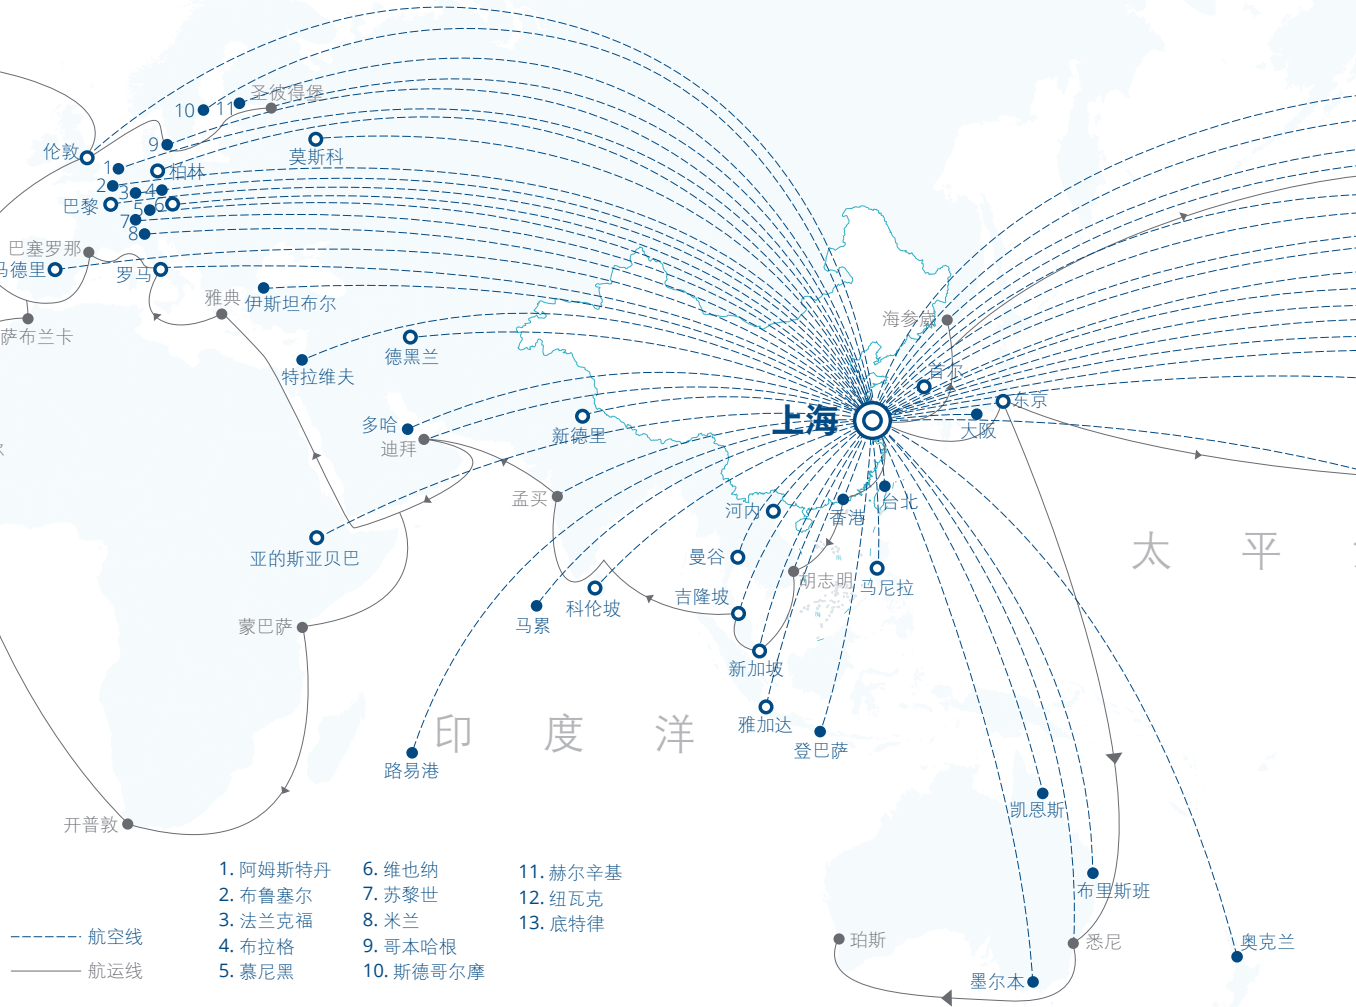 圣彼得堡
10
11
伦敦
9
莫斯科
1
柏林
2
3
4
巴黎
5
6
7
8
巴塞罗那
马德里
罗马
雅典
伊斯坦布尔
萨布兰卡
海参崴
德黑兰
特拉维夫
首尔
东京
大阪
上海
多哈
迪拜
新德里
孟买
河内
香港
台北
亚的斯亚贝巴
曼谷
胡志明
马尼拉
太平
吉隆坡
科伦坡
马累
蒙巴萨
新加坡
印度洋
雅加达
登巴萨
路易港
凯恩斯
开普敦
布里斯班
珀斯
悉尼
奥克兰
墨尔本
1. 阿姆斯特丹
2. 布鲁塞尔
3. 法兰克福
4. 布拉格
5. 慕尼黑
6. 维也纳
7. 苏黎世
8. 米兰
9. 哥本哈根
10. 斯德哥尔摩
11. 赫尔辛基
12. 纽瓦克
13. 底特律
航空线
航运线